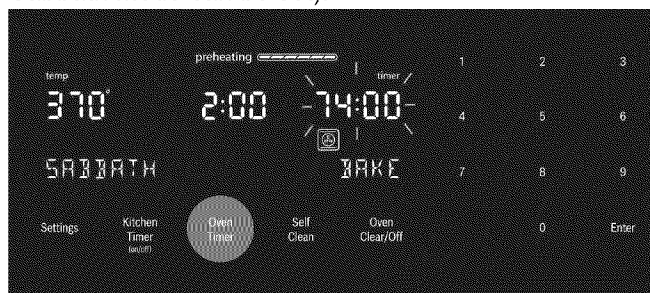 preheating
temp
timer
370°
2:00
74:00
SABBATH
BAKE
1 2 3
4 5 6
7 8 9
0 Enter
Settings
Kitchen
Timer
(on/off)
Oven
Timer
Self
Clean
Oven
Clear/Off